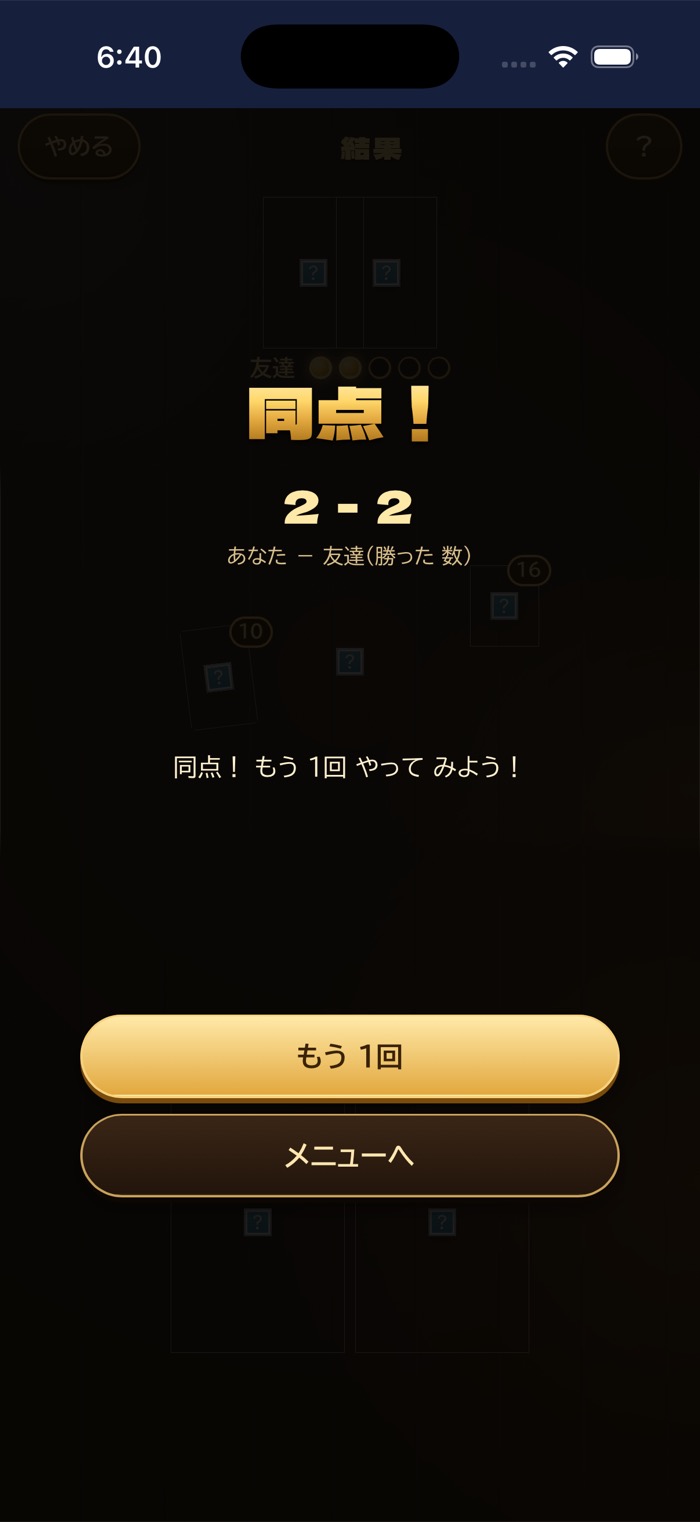 6:40
やめる
結果
?
友達
同点！
2 - 2
あなた － 友達(勝った 数)
16
10
同点！ もう 1回 やって みよう！
もう 1回
メニューへ